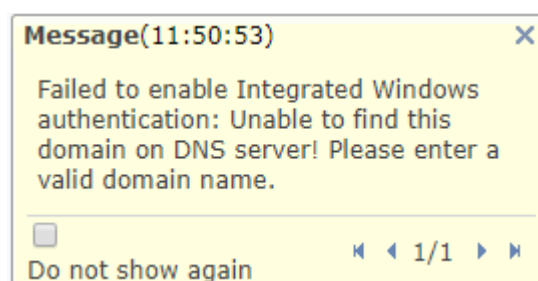 Message(11:50:53)
Failed to enable Integrated Windows
authentication: Unable to find this
domain on DNS server! Please enter a
valid domain name.
1/1
Do not show again